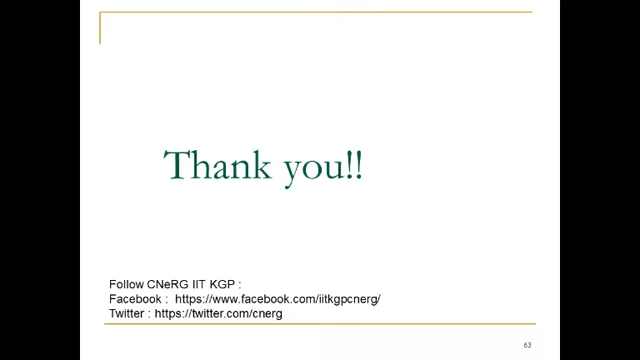 Thank you!!
Follow CNeRG IIT KGP :
Facebook :  https://www.facebook.com/iitkgpcnerg/
Twitter : https://twitter.com/cnerg
63